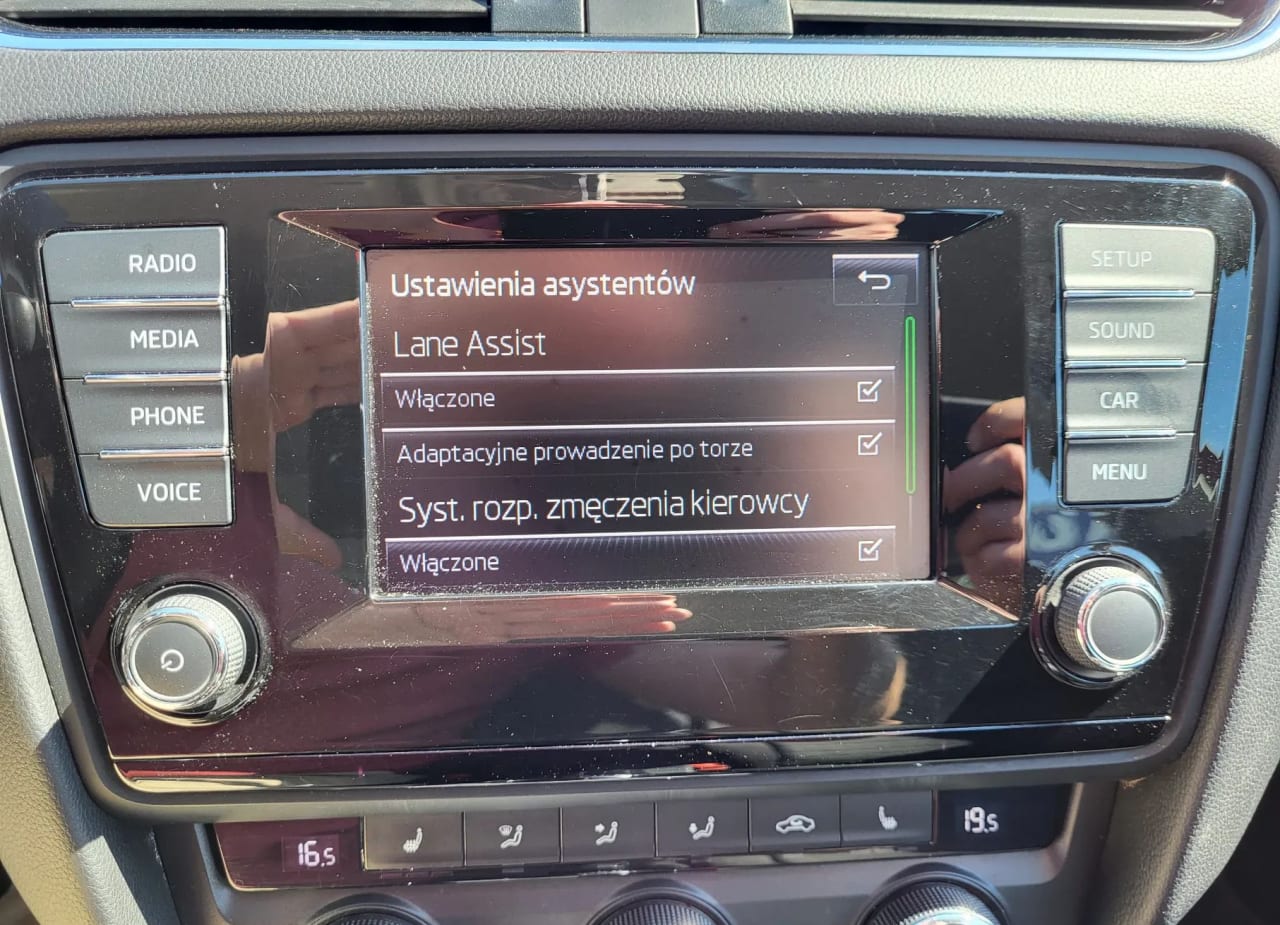 RADIO
MEDIA
PHONE
VOICE
Ustawienia asystentów
Lane Assist
Włączone
Adaptacyjne prowadzenie po torze
Syst. rozp. zmęczenia kierowcy
Włączone
SETUP
SOUND
CAR
MENU
16.5
19.5